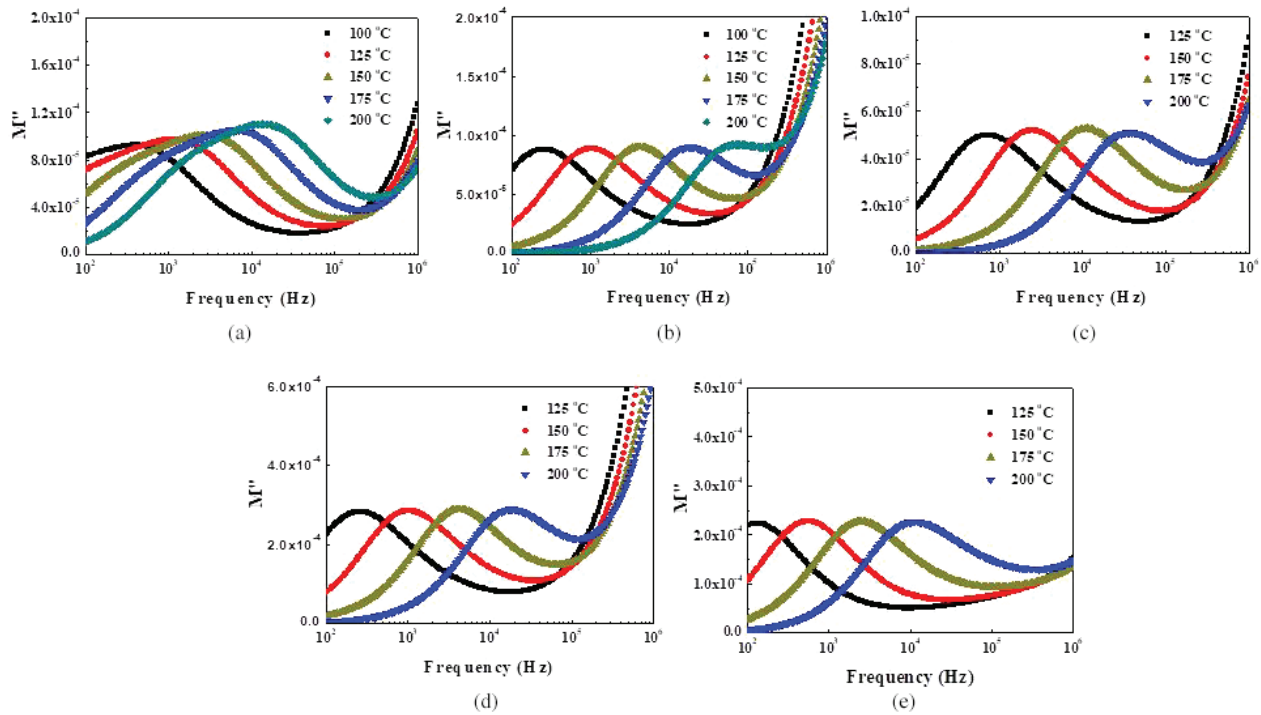 2.0x10⁻⁴
1.6x10⁻⁴
1.2x10⁻⁴
8.0x10⁻⁵
4.0x10⁻⁵
0.0
M"
100 °C
125 °C
150 °C
175 °C
200 °C
10² 10³ 10⁴ 10⁵ 10⁶
Frequency (Hz)
(a)
2.0x10⁻⁴
1.5x10⁻⁴
1.0x10⁻⁴
5.0x10⁻⁵
0.0
M"
100 °C
125 °C
150 °C
175 °C
200 °C
10² 10³ 10⁴ 10⁵ 10⁶
Frequency (Hz)
(b)
1.0x10⁻⁴
8.0x10⁻⁵
6.0x10⁻⁵
4.0x10⁻⁵
2.0x10⁻⁵
0.0
M"
125 °C
150 °C
175 °C
200 °C
10² 10³ 10⁴ 10⁵ 10⁶
Frequency (Hz)
(c)
6.0x10⁻⁴
4.0x10⁻⁴
2.0x10⁻⁴
0.0
M"
125 °C
150 °C
175 °C
200 °C
10² 10³ 10⁴ 10⁵ 10⁶
Frequency (Hz)
(d)
5.0x10⁻⁴
4.0x10⁻⁴
3.0x10⁻⁴
2.0x10⁻⁴
1.0x10⁻⁴
0.0
M"
125 °C
150 °C
175 °C
200 °C
10² 10³ 10⁴ 10⁵ 10⁶
Frequency (Hz)
(e)